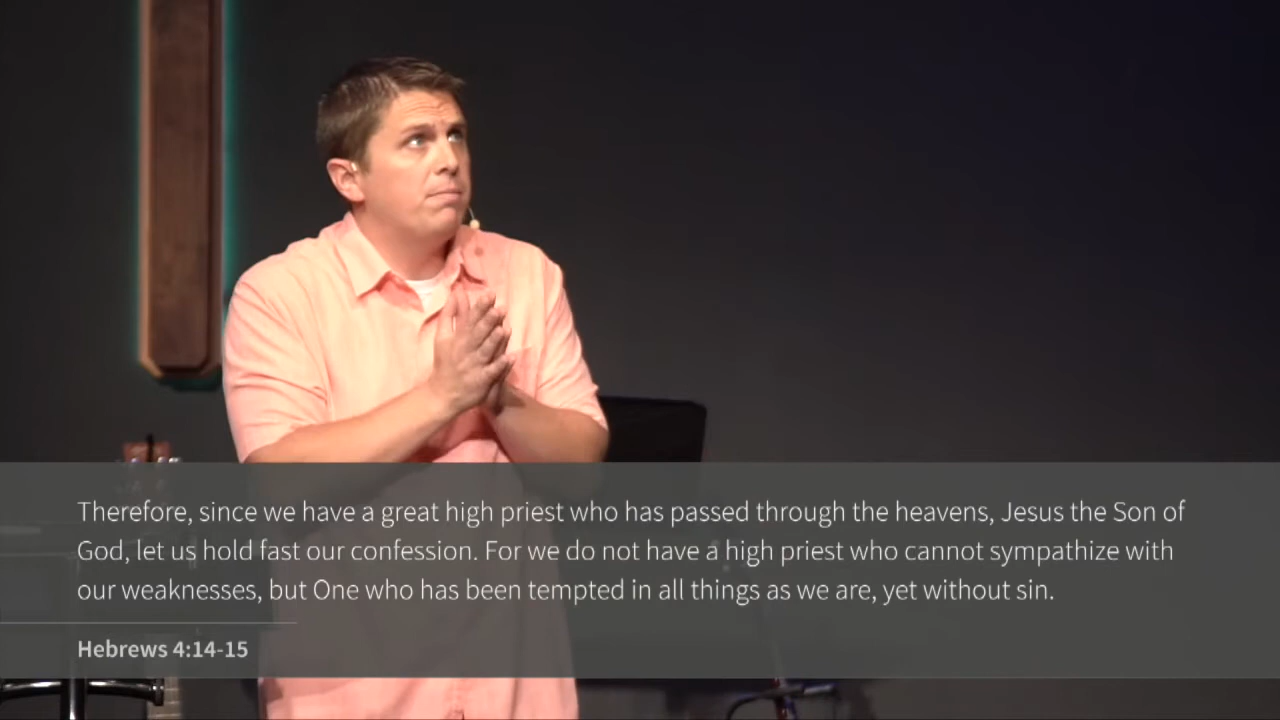 Therefore, since we have a great high priest who has passed through the heavens, Jesus the Son of
God, let us hold fast our confession. For we do not have a high priest who cannot sympathize with
our weaknesses, but One who has been tempted in all things as we are, yet without sin.
Hebrews 4:14-15